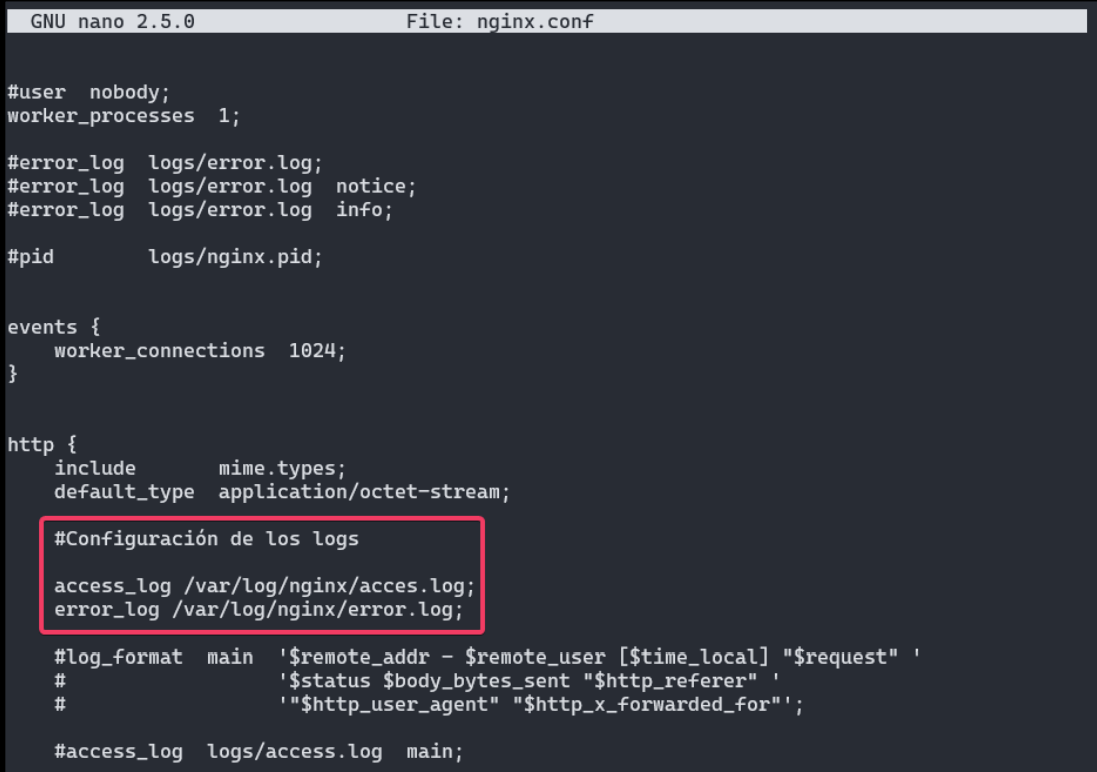 GNU nano 2.5.0 File: nginx.conf
#user  nobody;
worker_processes  1;
#error_log  logs/error.log;
#error_log  logs/error.log  notice;
#error_log  logs/error.log  info;
#pid        logs/nginx.pid;
events {
    worker_connections  1024;
}
http {
    include       mime.types;
    default_type  application/octet-stream;
    #Configuración de los logs
    access_log /var/log/nginx/acces.log;
    error_log /var/log/nginx/error.log;
    #log_format  main  '$remote_addr - $remote_user [$time_local] "$request" '
    #                  '$status $body_bytes_sent "$http_referer" '
    #                  '"$http_user_agent" "$http_x_forwarded_for"';
    #access_log  logs/access.log  main;